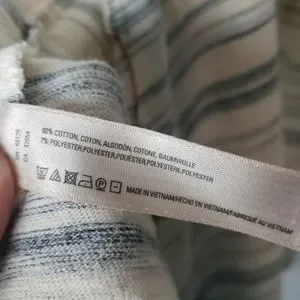 COTTON, COTON, ALGODÓN, COTONE, BAUMWOLLE
7% POLYESTER,POLYESTER,POLIÉSTER,POLIESTERE,POLYESTER
MADE IN VIETNAM/HECHO EN VIETNAM/FABRIQUÉ AU VIETNAM